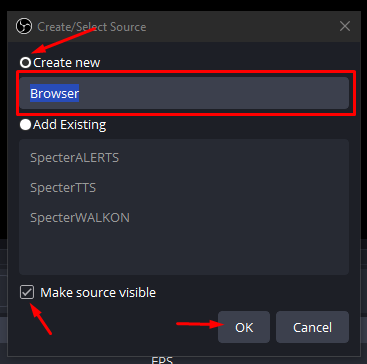 Create/Select Source
Create new
Browser
Add Existing
SpecterALERTS
SpecterTTS
SpecterWALKON
Make source visible
OK Cancel
FPS